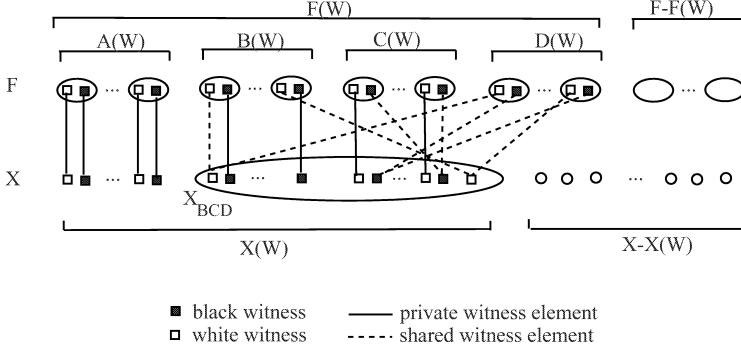 F(W)
F-F(W)
A(W)
B(W)
C(W)
D(W)
F
... ... ... ... ...
X
... ... ... ...
X_BCD
X(W)
X-X(W)
black witness
private witness element
white witness
shared witness element